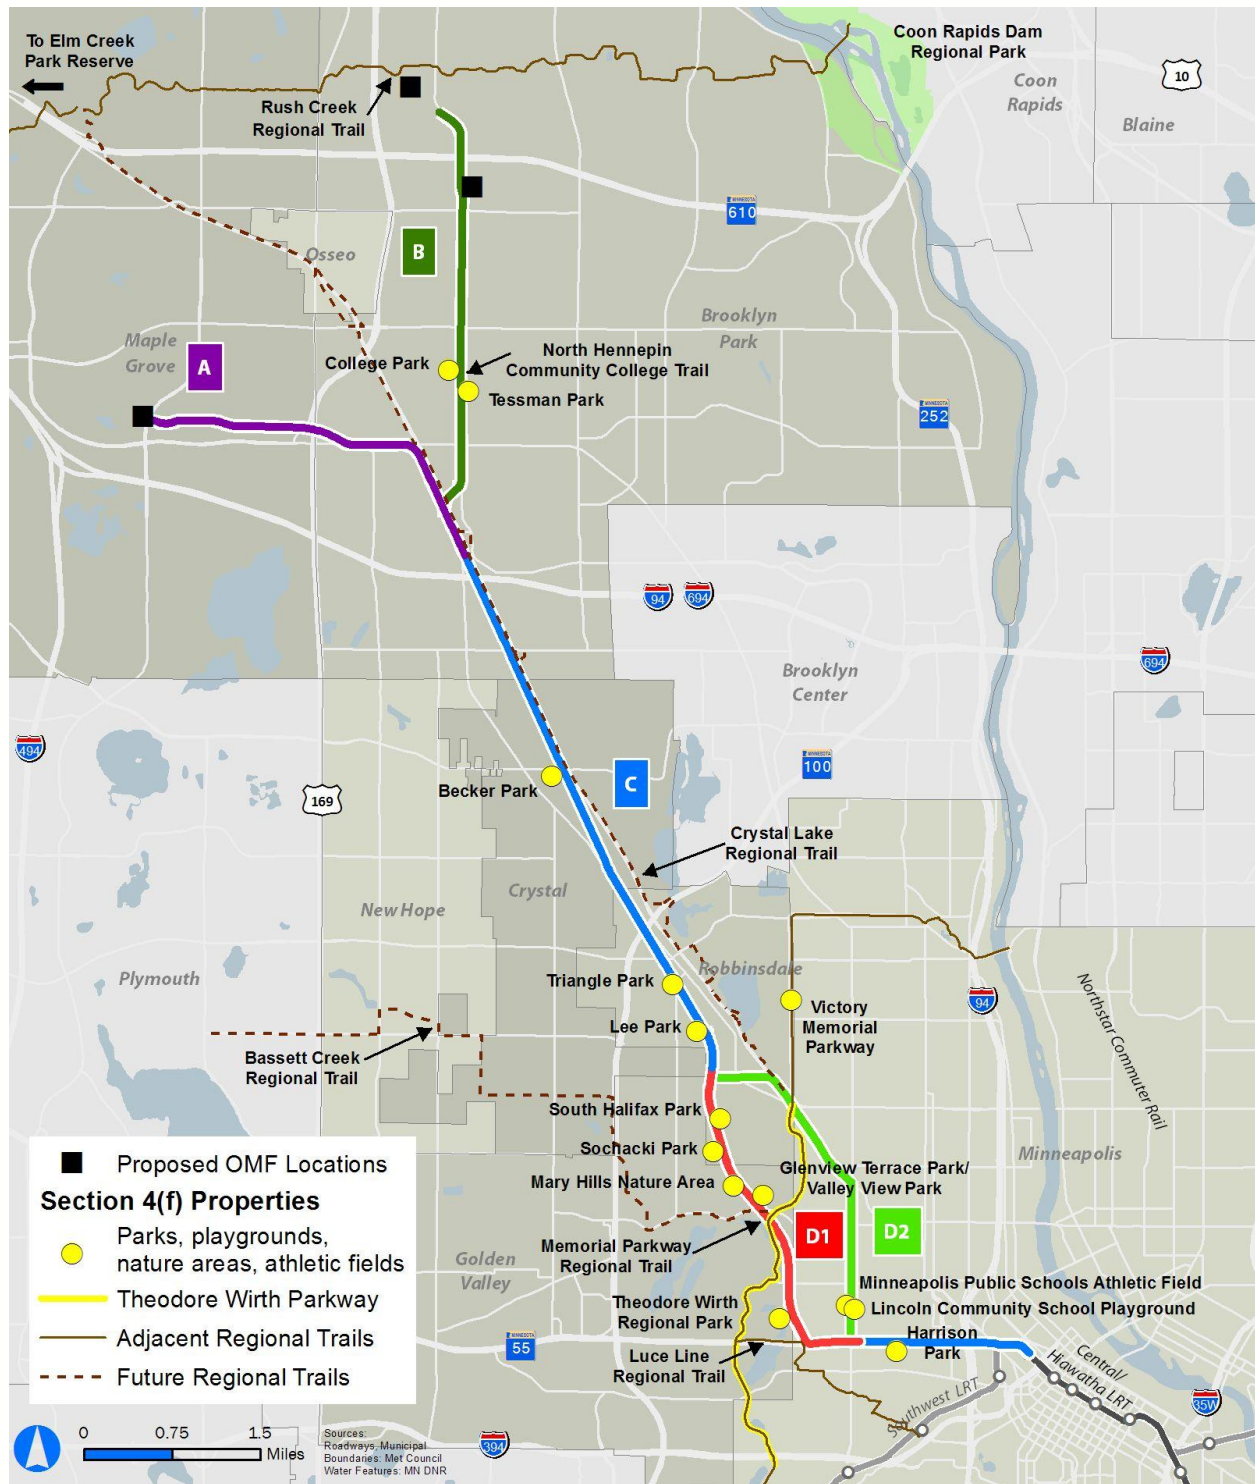 To Elm Creek
Park Reserve
Coon Rapids Dam
Regional Park
Coon
Rapids
10
Blaine
Rush Creek
Regional Trail
B
610
Osseo
Brooklyn
Park
Maple
Grove
A
College Park
North Hennepin
Community College Trail
Tessman Park
MINNESOTA
252
94
694
694
Brooklyn
Center
494
169
MINNESOTA
100
Becker Park
C
Crystal Lake
Regional Trail
Crystal
New Hope
Plymouth
Triangle Park
Robbinsdale
94
Northstar Commuter Rail
Lee Park
Victory
Memorial
Parkway
Bassett Creek
Regional Trail
South Halifax Park
Sochacki Park
Mary Hills Nature Area
Glenview Terrace Park/
Valley View Park
Minneapolis
D1
D2
Memorial Parkway
Regional Trail
Golden
Valley
Minneapolis Public Schools Athletic Field
Lincoln Community School Playground
Theodore Wirth
Regional Park
Harrison
Park
MINNESOTA
55
Luce Line
Regional Trail
Central/
Hiawatha LRT
Southwest LRT
35W
394
Proposed OMF Locations
Section 4(f) Properties
Parks, playgrounds,
nature areas, athletic fields
Theodore Wirth Parkway
Adjacent Regional Trails
Future Regional Trails
0 0.75 1.5
Miles
Sources:
Roadways, Municipal
Boundaries: Met Council
Water Features: MN DNR